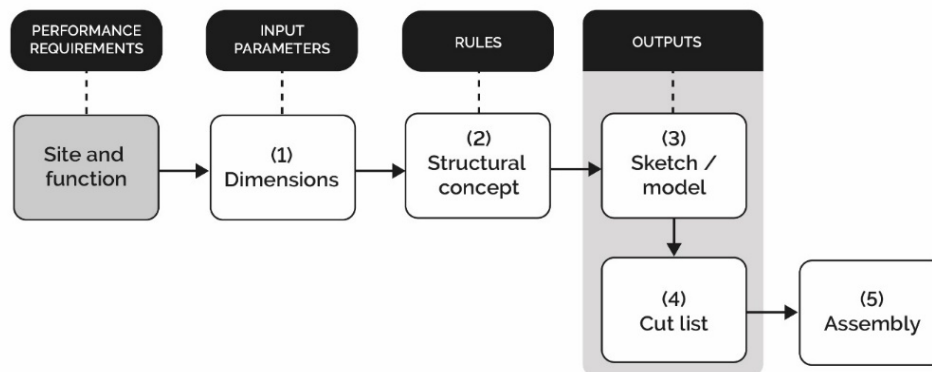 PERFORMANCE
REQUIREMENTS
INPUT
PARAMETERS
RULES
OUTPUTS
Site and
function
(1)
Dimensions
(2)
Structural
concept
(3)
Sketch /
model
(4)
Cut list
(5)
Assembly